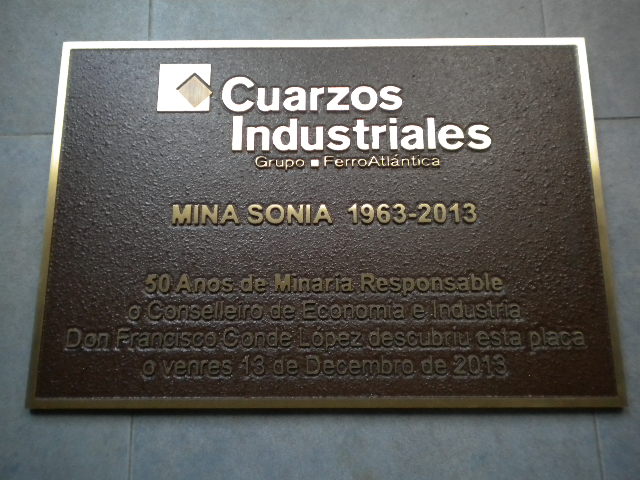 Cuarzos
Industriales
Grupo ■ FerroAtlántica
MINA SONIA 1963-2013
50 Anos de Minaría Responsable
o Conselleiro de Economía e Industria
Don Francisco Conde López descubriu esta placa
o venres 13 de Decembro de 2013